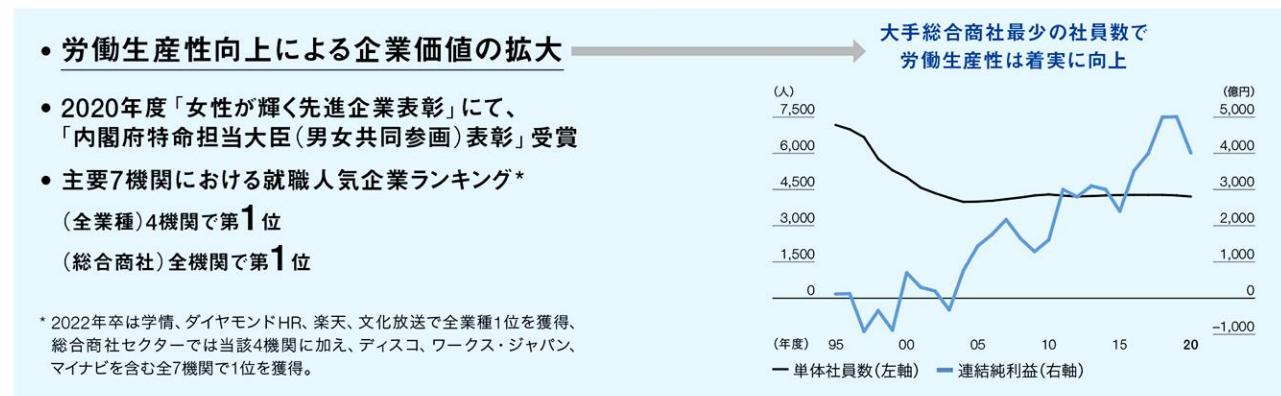 • 労働生産性向上による企業価値の拡大
• 2020年度「女性が輝く先進企業表彰」にて、
「内閣府特命担当大臣（男女共同参画）表彰」受賞
• 主要7機関における就職人気企業ランキング*
（全業種）4機関で第1位
（総合商社）全機関で第1位
* 2022年卒は学情、ダイヤモンドHR、楽天、文化放送で全業種1位を獲得、
総合商社セクターでは当該4機関に加え、ディスコ、ワークス・ジャパン、
マイナビを含む全7機関で1位を獲得。
大手総合商社最少の社員数で
労働生産性は着実に向上
（人） （億円）
7,500 5,000
6,000 4,000
4,500 3,000
3,000 2,000
1,500 1,000
0 0
−1,000
（年度） 95 00 05 10 15 20
単体社員数（左軸） 連結純利益（右軸）